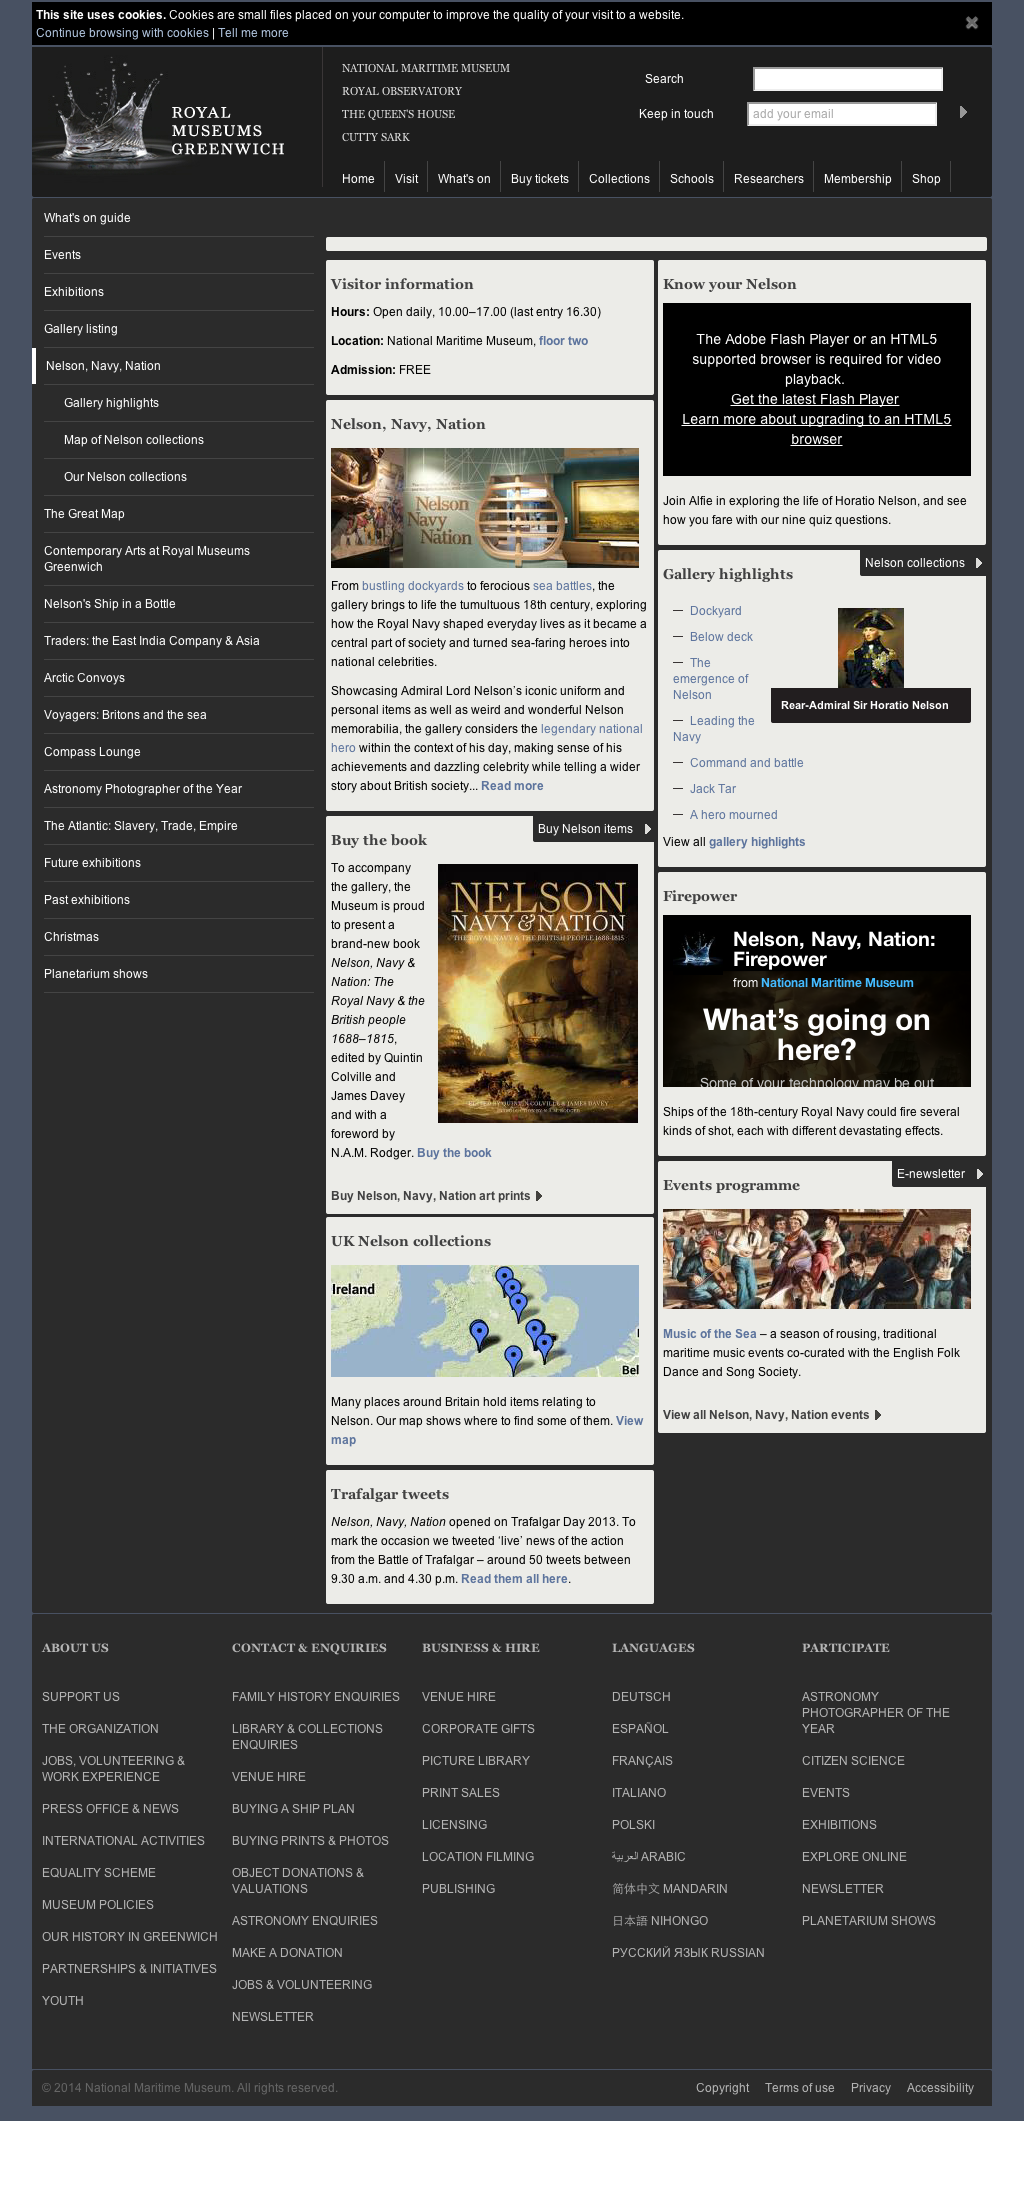 This site uses cookies. Cookies are small files placed on your computer to improve the quality of your visit to a website.
Continue browsing with cookies | Tell me more
ROYAL
MUSEUMS
GREENWICH
NATIONAL MARITIME MUSEUM
ROYAL OBSERVATORY
THE QUEEN'S HOUSE
CUTTY SARK
Search
Keep in touch add your email
Home Visit What's on Buy tickets Collections Schools Researchers Membership Shop
What's on guide
Events
Exhibitions
Gallery listing
Nelson, Navy, Nation
Gallery highlights
Map of Nelson collections
Our Nelson collections
The Great Map
Contemporary Arts at Royal Museums
Greenwich
Nelson's Ship in a Bottle
Traders: the East India Company & Asia
Arctic Convoys
Voyagers: Britons and the sea
Compass Lounge
Astronomy Photographer of the Year
The Atlantic: Slavery, Trade, Empire
Future exhibitions
Past exhibitions
Christmas
Planetarium shows
Visitor information
Hours: Open daily, 10.00–17.00 (last entry 16.30)
Location: National Maritime Museum, floor two
Admission: FREE
Nelson, Navy, Nation
Nelson
Navy
Nation
From bustling dockyards to ferocious sea battles, the
gallery brings to life the tumultuous 18th century, exploring
how the Royal Navy shaped everyday lives as it became a
central part of society and turned sea-faring heroes into
national celebrities.
Showcasing Admiral Lord Nelson's iconic uniform and
personal items as well as weird and wonderful Nelson
memorabilia, the gallery considers the legendary national
hero within the context of his day, making sense of his
achievements and dazzling celebrity while telling a wider
story about British society... Read more
Buy the book
Buy Nelson items
To accompany
the gallery, the
Museum is proud
to present a
brand-new book
Nelson, Navy &
Nation: The
Royal Navy & the
British people
1688–1815,
edited by Quintin
Colville and
James Davey
and with a
foreword by
N.A.M. Rodger. Buy the book
NELSON
NAVY & NATION
THE ROYAL NAVY & THE BRITISH PEOPLE 1688-1815
EDITED BY QUINTIN COLVILLE & JAMES DAVEY
INTRODUCTION BY N.A.M. RODGER
Buy Nelson, Navy, Nation art prints
UK Nelson collections
Ireland
Bel
Many places around Britain hold items relating to
Nelson. Our map shows where to find some of them. View
map
Trafalgar tweets
Nelson, Navy, Nation opened on Trafalgar Day 2013. To
mark the occasion we tweeted 'live' news of the action
from the Battle of Trafalgar – around 50 tweets between
9.30 a.m. and 4.30 p.m. Read them all here.
Know your Nelson
The Adobe Flash Player or an HTML5
supported browser is required for video
playback.
Get the latest Flash Player
Learn more about upgrading to an HTML5
browser
Join Alfie in exploring the life of Horatio Nelson, and see
how you fare with our nine quiz questions.
Nelson collections
Gallery highlights
— Dockyard
— Below deck
— The
emergence of
Nelson
— Leading the
Navy
— Command and battle
— Jack Tar
— A hero mourned
Rear-Admiral Sir Horatio Nelson
View all gallery highlights
Firepower
Nelson, Navy, Nation:
Firepower
from National Maritime Museum
What's going on
here?
Some of your technology may be out
Ships of the 18th-century Royal Navy could fire several
kinds of shot, each with different devastating effects.
E-newsletter
Events programme
Music of the Sea – a season of rousing, traditional
maritime music events co-curated with the English Folk
Dance and Song Society.
View all Nelson, Navy, Nation events
ABOUT US
SUPPORT US
THE ORGANIZATION
JOBS, VOLUNTEERING &
WORK EXPERIENCE
PRESS OFFICE & NEWS
INTERNATIONAL ACTIVITIES
EQUALITY SCHEME
MUSEUM POLICIES
OUR HISTORY IN GREENWICH
PARTNERSHIPS & INITIATIVES
YOUTH
CONTACT & ENQUIRIES
FAMILY HISTORY ENQUIRIES
LIBRARY & COLLECTIONS
ENQUIRIES
VENUE HIRE
BUYING A SHIP PLAN
BUYING PRINTS & PHOTOS
OBJECT DONATIONS &
VALUATIONS
ASTRONOMY ENQUIRIES
MAKE A DONATION
JOBS & VOLUNTEERING
NEWSLETTER
BUSINESS & HIRE
VENUE HIRE
CORPORATE GIFTS
PICTURE LIBRARY
PRINT SALES
LICENSING
LOCATION FILMING
PUBLISHING
LANGUAGES
DEUTSCH
ESPAÑOL
FRANÇAIS
ITALIANO
POLSKI
العربية ARABIC
简体中文 MANDARIN
日本語 NIHONGO
РУССКИЙ ЯЗЫК RUSSIAN
PARTICIPATE
ASTRONOMY
PHOTOGRAPHER OF THE
YEAR
CITIZEN SCIENCE
EVENTS
EXHIBITIONS
EXPLORE ONLINE
NEWSLETTER
PLANETARIUM SHOWS
© 2014 National Maritime Museum. All rights reserved.
Copyright Terms of use Privacy Accessibility